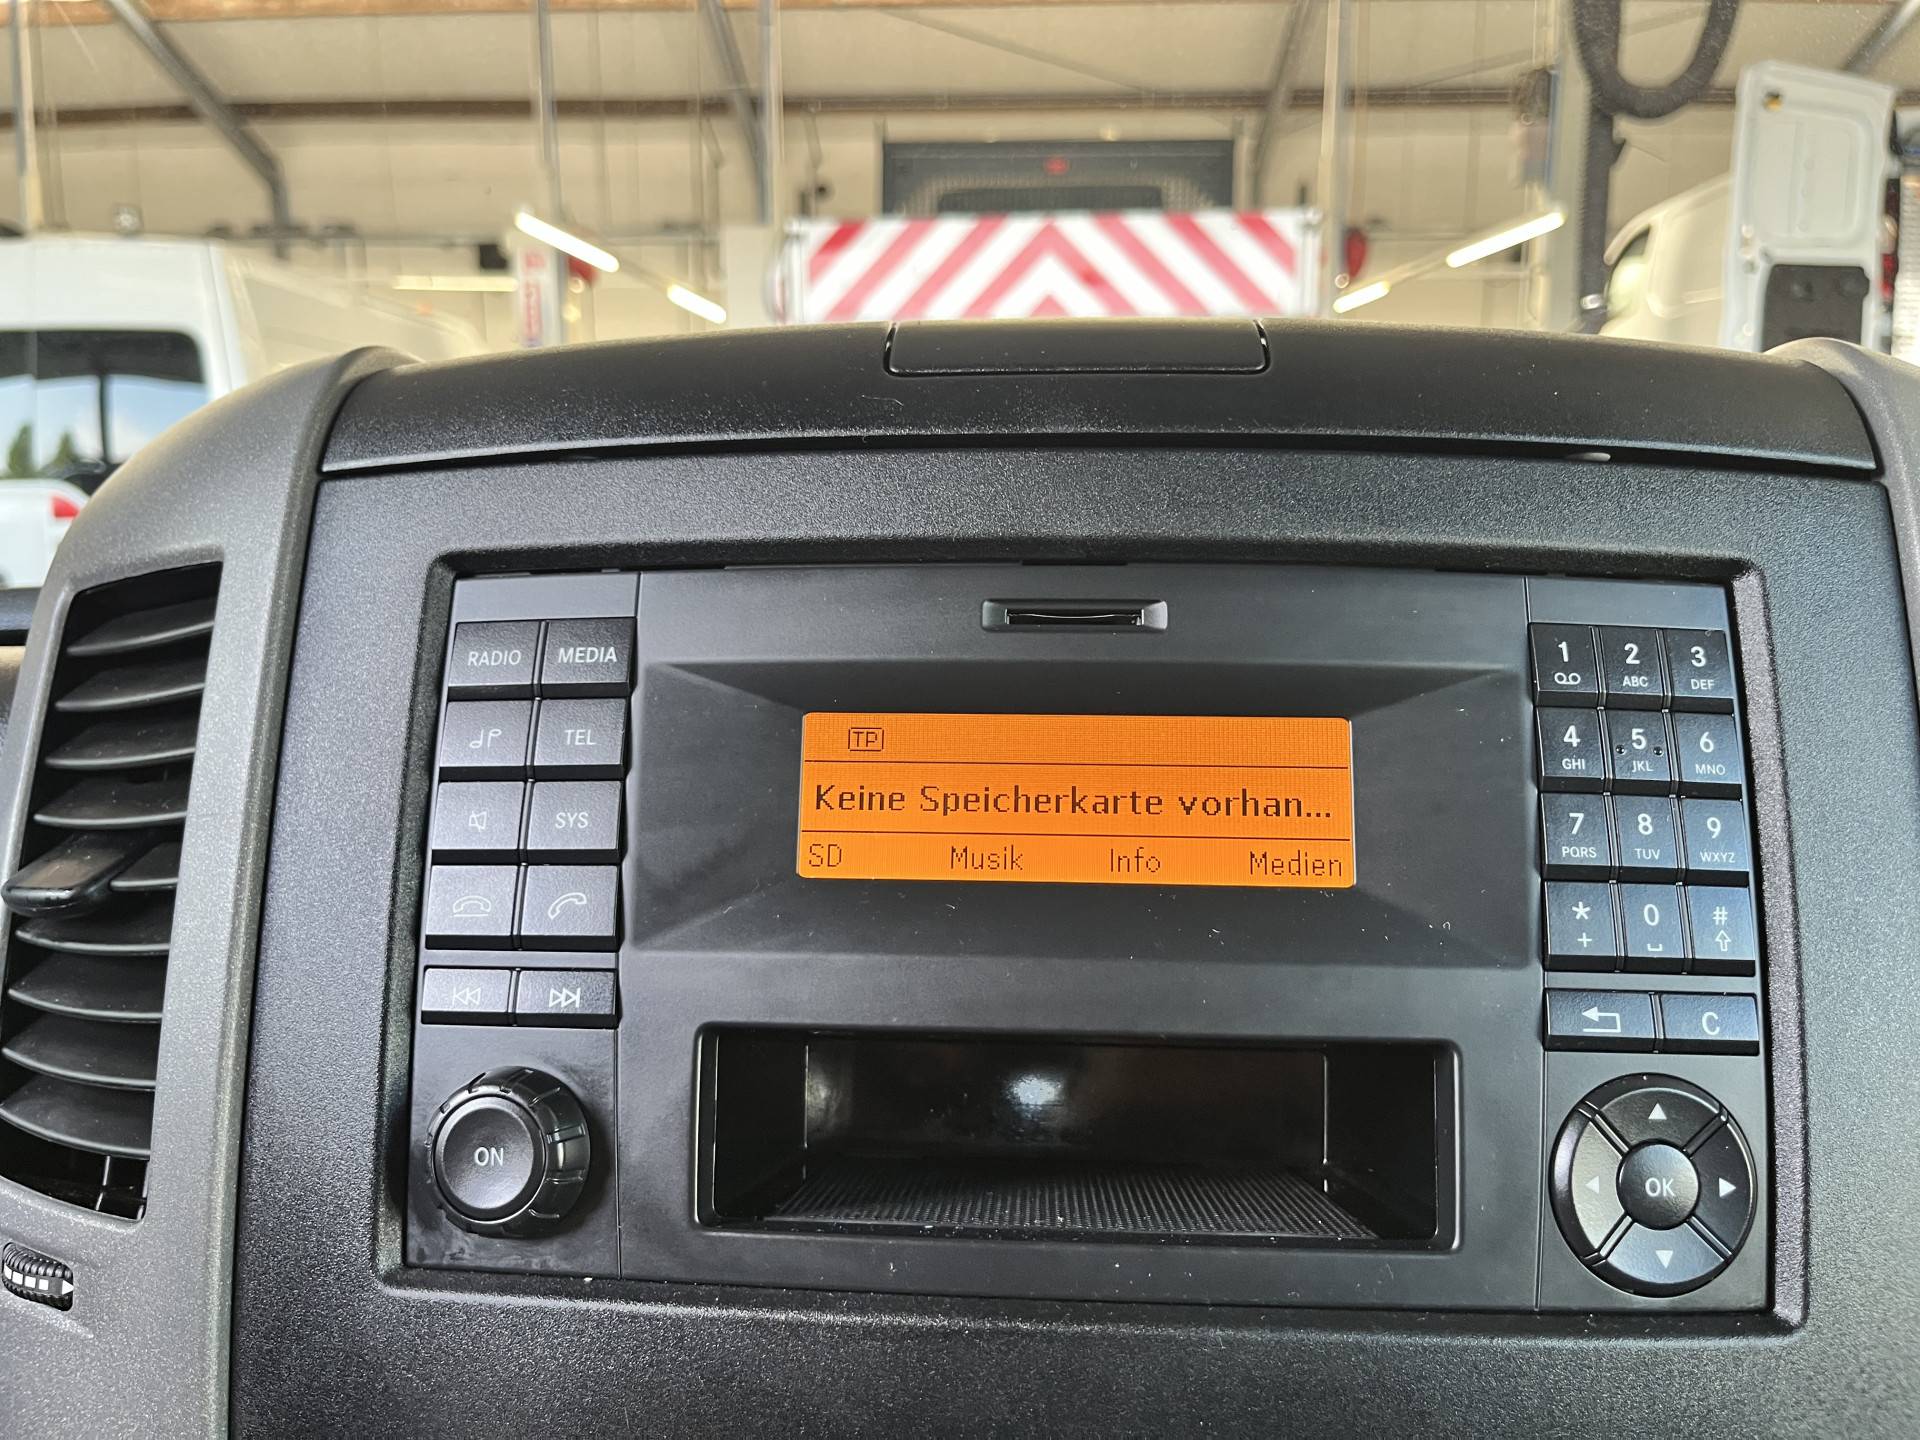 TP
Keine Speicherkarte vorhan...
SD Musik Info Medien
RADIO MEDIA
TEL
SYS
ON
1 2 ABC 3 DEF
4 GHI 5 JKL 6 MNO
7 PQRS 8 TUV 9 WXYZ
* + 0 #
C
OK